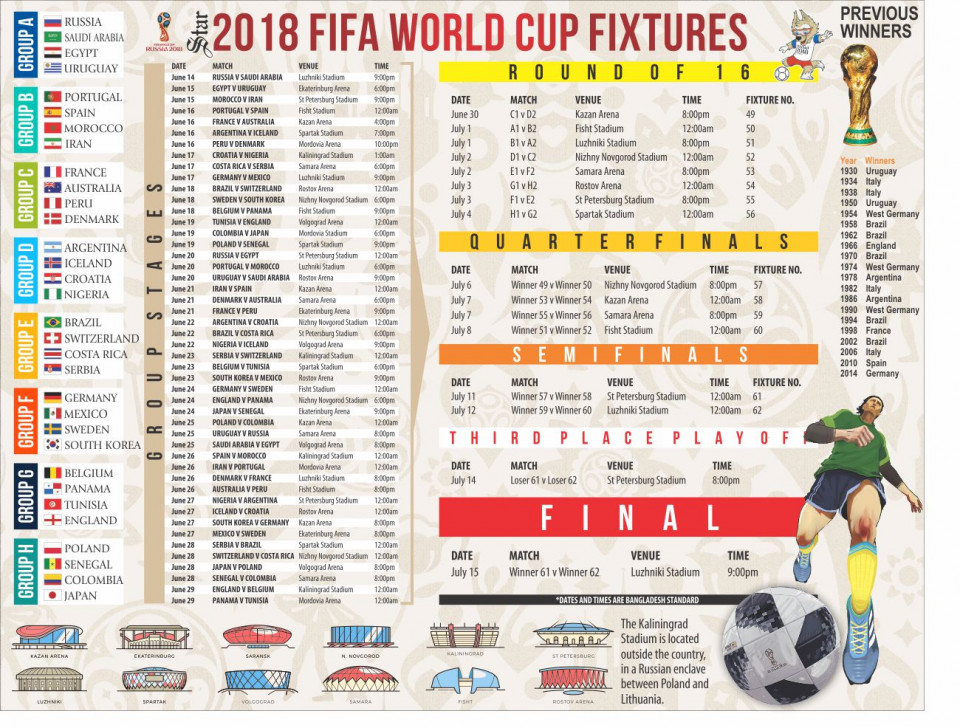 GROUP A
RUSSIA
SAUDI ARABIA
EGYPT
URUGUAY
GROUP B
PORTUGAL
SPAIN
MOROCCO
IRAN
GROUP C
FRANCE
AUSTRALIA
PERU
DENMARK
GROUP D
ARGENTINA
ICELAND
CROATIA
NIGERIA
GROUP E
BRAZIL
SWITZERLAND
COSTA RICA
SERBIA
GROUP F
GERMANY
MEXICO
SWEDEN
SOUTH KOREA
GROUP G
BELGIUM
PANAMA
TUNISIA
ENGLAND
GROUP H
POLAND
SENEGAL
COLOMBIA
JAPAN
RUSSIA 2018
Star
2018 FIFA WORLD CUP FIXTURES
GROUP STAGES
DATE MATCH VENUE TIME
June 14 RUSSIA V SAUDI ARABIA Luzhniki Stadium 9:00pm
June 15 EGYPT V URUGUAY Ekaterinburg Arena 6:00pm
June 15 MOROCCO V IRAN St Petersburg Stadium 9:00pm
June 16 PORTUGAL V SPAIN Fisht Stadium 12:00am
June 16 FRANCE V AUSTRALIA Kazan Arena 4:00pm
June 16 ARGENTINA V ICELAND Spartak Stadium 7:00pm
June 16 PERU V DENMARK Mordovia Arena 10:00pm
June 17 CROATIA V NIGERIA Kaliningrad Stadium 1:00am
June 17 COSTA RICA V SERBIA Samara Arena 6:00pm
June 17 GERMANY V MEXICO Luzhniki Stadium 9:00pm
June 18 BRAZIL V SWITZERLAND Rostov Arena 12:00am
June 18 SWEDEN V SOUTH KOREA Nizhny Novgorod Stadium 6:00pm
June 18 BELGIUM V PANAMA Fisht Stadium 9:00pm
June 19 TUNISIA V ENGLAND Volgograd Arena 12:00am
June 19 COLOMBIA V JAPAN Mordovia Stadium 6:00pm
June 19 POLAND V SENEGAL Spartak Stadium 9:00pm
June 20 RUSSIA V EGYPT St Petersburg Stadium 12:00am
June 20 PORTUGAL V MOROCCO Luzhniki Stadium 6:00pm
June 20 URUGUAY V SAUDI ARABIA Rostov Arena 9:00pm
June 21 IRAN V SPAIN Kazan Arena 12:00am
June 21 DENMARK V AUSTRALIA Samara Arena 6:00pm
June 21 FRANCE V PERU Ekaterinburg Arena 9:00pm
June 22 ARGENTINA V CROATIA Nizhny Novgorod Stadium 12:00am
June 22 BRAZIL V COSTA RICA St Petersburg Stadium 6:00pm
June 22 NIGERIA V ICELAND Volgograd Arena 9:00pm
June 23 SERBIA V SWITZERLAND Kaliningrad Stadium 12:00am
June 23 BELGIUM V TUNISIA Spartak Stadium 6:00pm
June 23 SOUTH KOREA V MEXICO Rostov Arena 9:00pm
June 24 GERMANY V SWEDEN Fisht Stadium 12:00am
June 24 ENGLAND V PANAMA Nizhny Novgorod Stadium 6:00pm
June 24 JAPAN V SENEGAL Ekaterinburg Arena 9:00pm
June 25 POLAND V COLOMBIA Kazan Arena 12:00am
June 25 URUGUAY V RUSSIA Samara Arena 8:00pm
June 25 SAUDI ARABIA V EGYPT Volgograd Arena 8:00pm
June 26 SPAIN V MOROCCO Kaliningrad Stadium 12:00am
June 26 IRAN V PORTUGAL Mordovia Arena 12:00am
June 26 DENMARK V FRANCE Luzhniki Stadium 8:00pm
June 26 AUSTRALIA V PERU Fisht Stadium 8:00pm
June 27 NIGERIA V ARGENTINA St Petersburg Stadium 12:00am
June 27 ICELAND V CROATIA Rostov Arena 12:00am
June 27 SOUTH KOREA V GERMANY Kazan Arena 8:00pm
June 27 MEXICO V SWEDEN Ekaterinburg Arena 8:00pm
June 28 SERBIA V BRAZIL Spartak Stadium 12:00am
June 28 SWITZERLAND V COSTA RICA Nizhny Novgorod Stadium 12:00am
June 28 JAPAN V POLAND Volgograd Arena 8:00pm
June 28 SENEGAL V COLOMBIA Samara Arena 8:00pm
June 29 ENGLAND V BELGIUM Kaliningrad Stadium 12:00am
June 29 PANAMA V TUNISIA Mordovia Arena 12:00am
ROUND OF 16
DATE MATCH VENUE TIME FIXTURE NO.
June 30 C1 v D2 Kazan Arena 8:00pm 49
July 1 A1 v B2 Fisht Stadium 12:00am 50
July 1 B1 v A2 Luzhniki Stadium 8:00pm 51
July 2 D1 v C2 Nizhny Novgorod Stadium 12:00am 52
July 2 E1 v F2 Samara Arena 8:00pm 53
July 3 G1 v H2 Rostov Arena 12:00am 54
July 3 F1 v E2 St Petersburg Stadium 8:00pm 55
July 4 H1 v G2 Spartak Stadium 12:00am 56
QUARTERFINALS
DATE MATCH VENUE TIME FIXTURE NO.
July 6 Winner 49 v Winner 50 Nizhny Novgorod Stadium 8:00pm 57
July 7 Winner 53 v Winner 54 Kazan Arena 12:00am 58
July 7 Winner 55 v Winner 56 Samara Arena 8:00pm 59
July 8 Winner 51 v Winner 52 Fisht Stadium 12:00am 60
SEMIFINALS
DATE MATCH VENUE TIME FIXTURE NO.
July 11 Winner 57 v Winner 58 St Petersburg Stadium 12:00am 61
July 12 Winner 59 v Winner 60 Luzhniki Stadium 12:00am 62
THIRD PLACE PLAY OFF
DATE MATCH VENUE TIME
July 14 Loser 61 v Loser 62 St Petersburg Stadium 8:00pm
FINAL
DATE MATCH VENUE TIME
July 15 Winner 61 v Winner 62 Luzhniki Stadium 9:00pm
*DATES AND TIMES ARE BANGLADESH STANDARD
PREVIOUS
WINNERS
Year Winners
1930 Uruguay
1934 Italy
1938 Italy
1950 Uruguay
1954 West Germany
1958 Brazil
1962 Brazil
1966 England
1970 Brazil
1974 West Germany
1978 Argentina
1982 Italy
1986 Argentina
1990 West Germany
1994 Brazil
1998 France
2002 Brazil
2006 Italy
2010 Spain
2014 Germany
The Kaliningrad
Stadium is located
outside the country,
in a Russian enclave
between Poland and
Lithuania.
KAZAN ARENA
EKATERINBURG
SARANSK
N. NOVGOROD
KALININGRAD
ST PETERSBURG
LUZHNIKI
SPARTAK
VOLGOGRAD
SAMARA
FISHT
ROSTOV ARENA